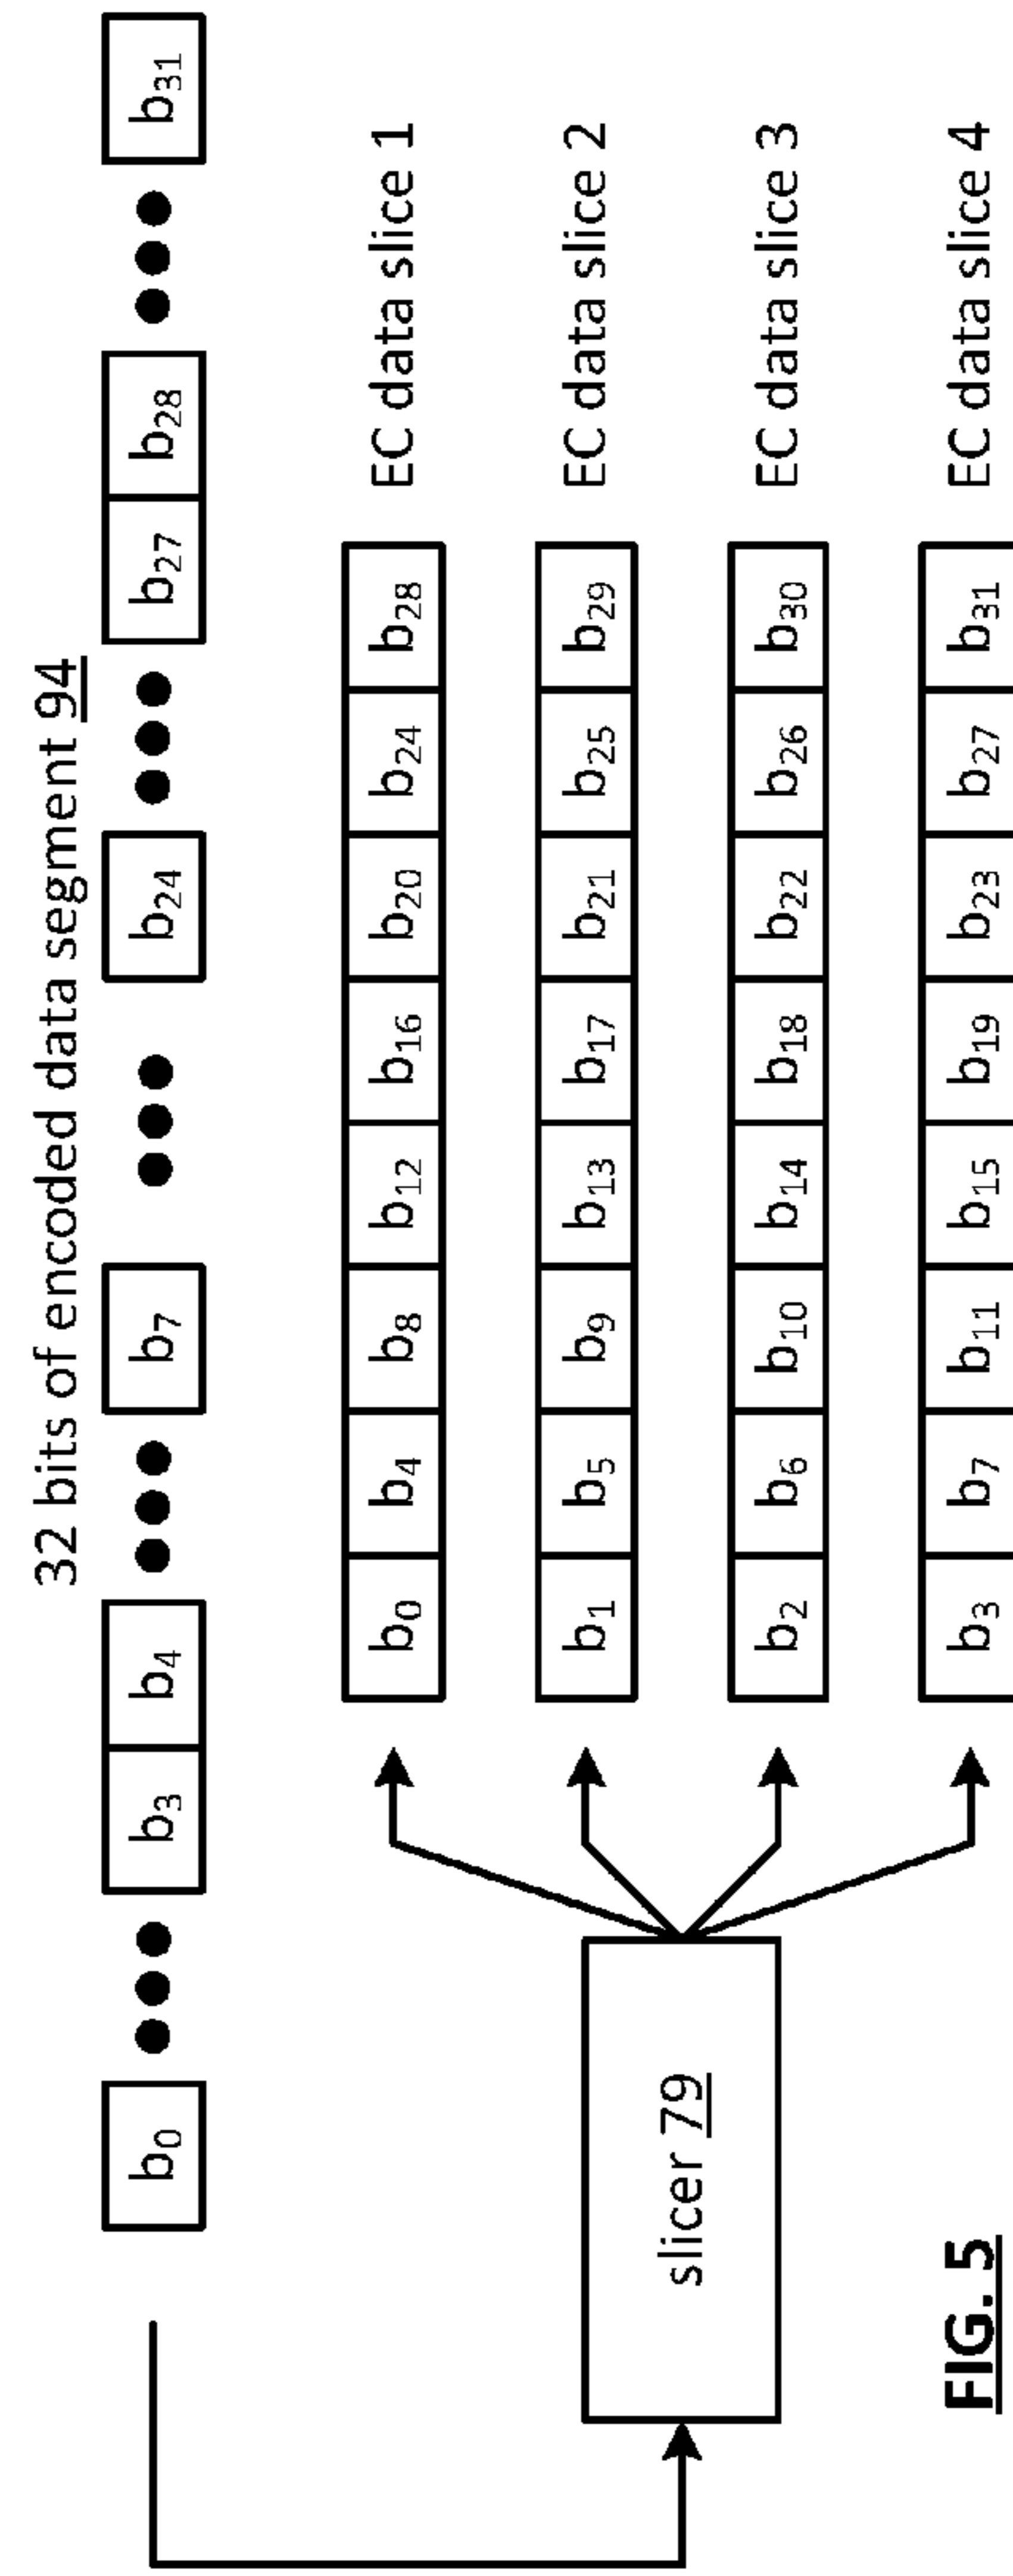 32 bits of encoded data segment 94
b0 b3 b4 b7 b24 b27 b28 b31
b0 b4 b8 b12 b16 b20 b24 b28 EC data slice 1
b1 b5 b9 b13 b17 b21 b25 b29 EC data slice 2
slicer 79
b2 b6 b10 b14 b18 b22 b26 b30 EC data slice 3
b3 b7 b11 b15 b19 b23 b27 b31 EC data slice 4
FIG. 5